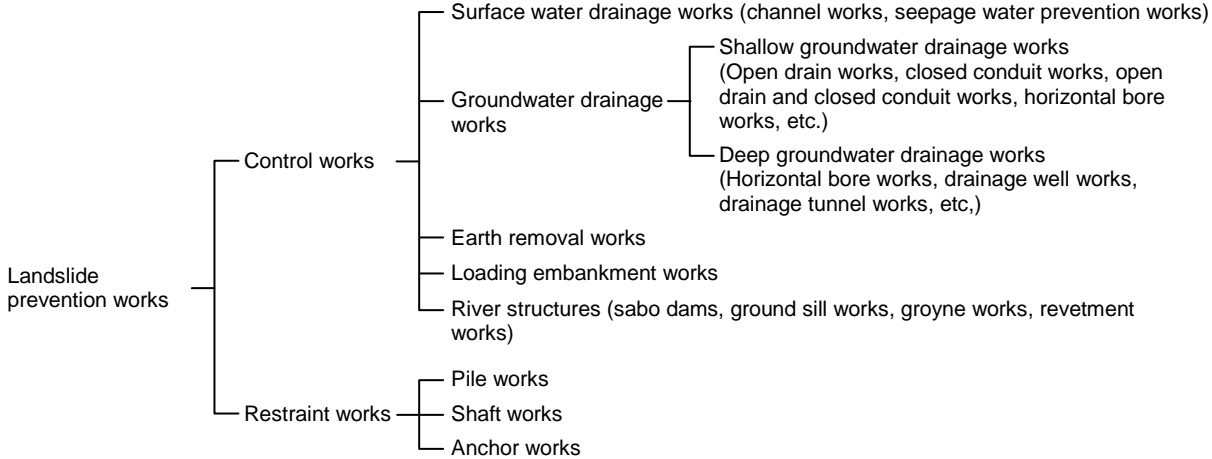 Surface water drainage works (channel works, seepage water prevention works)
Shallow groundwater drainage works
(Open drain works, closed conduit works, open
drain and closed conduit works, horizontal bore
works, etc.)
Groundwater drainage
works
Deep groundwater drainage works
(Horizontal bore works, drainage well works,
drainage tunnel works, etc,)
Control works
Earth removal works
Loading embankment works
Landslide
prevention works
River structures (sabo dams, ground sill works, groyne works, revetment
works)
Pile works
Restraint works
Shaft works
Anchor works